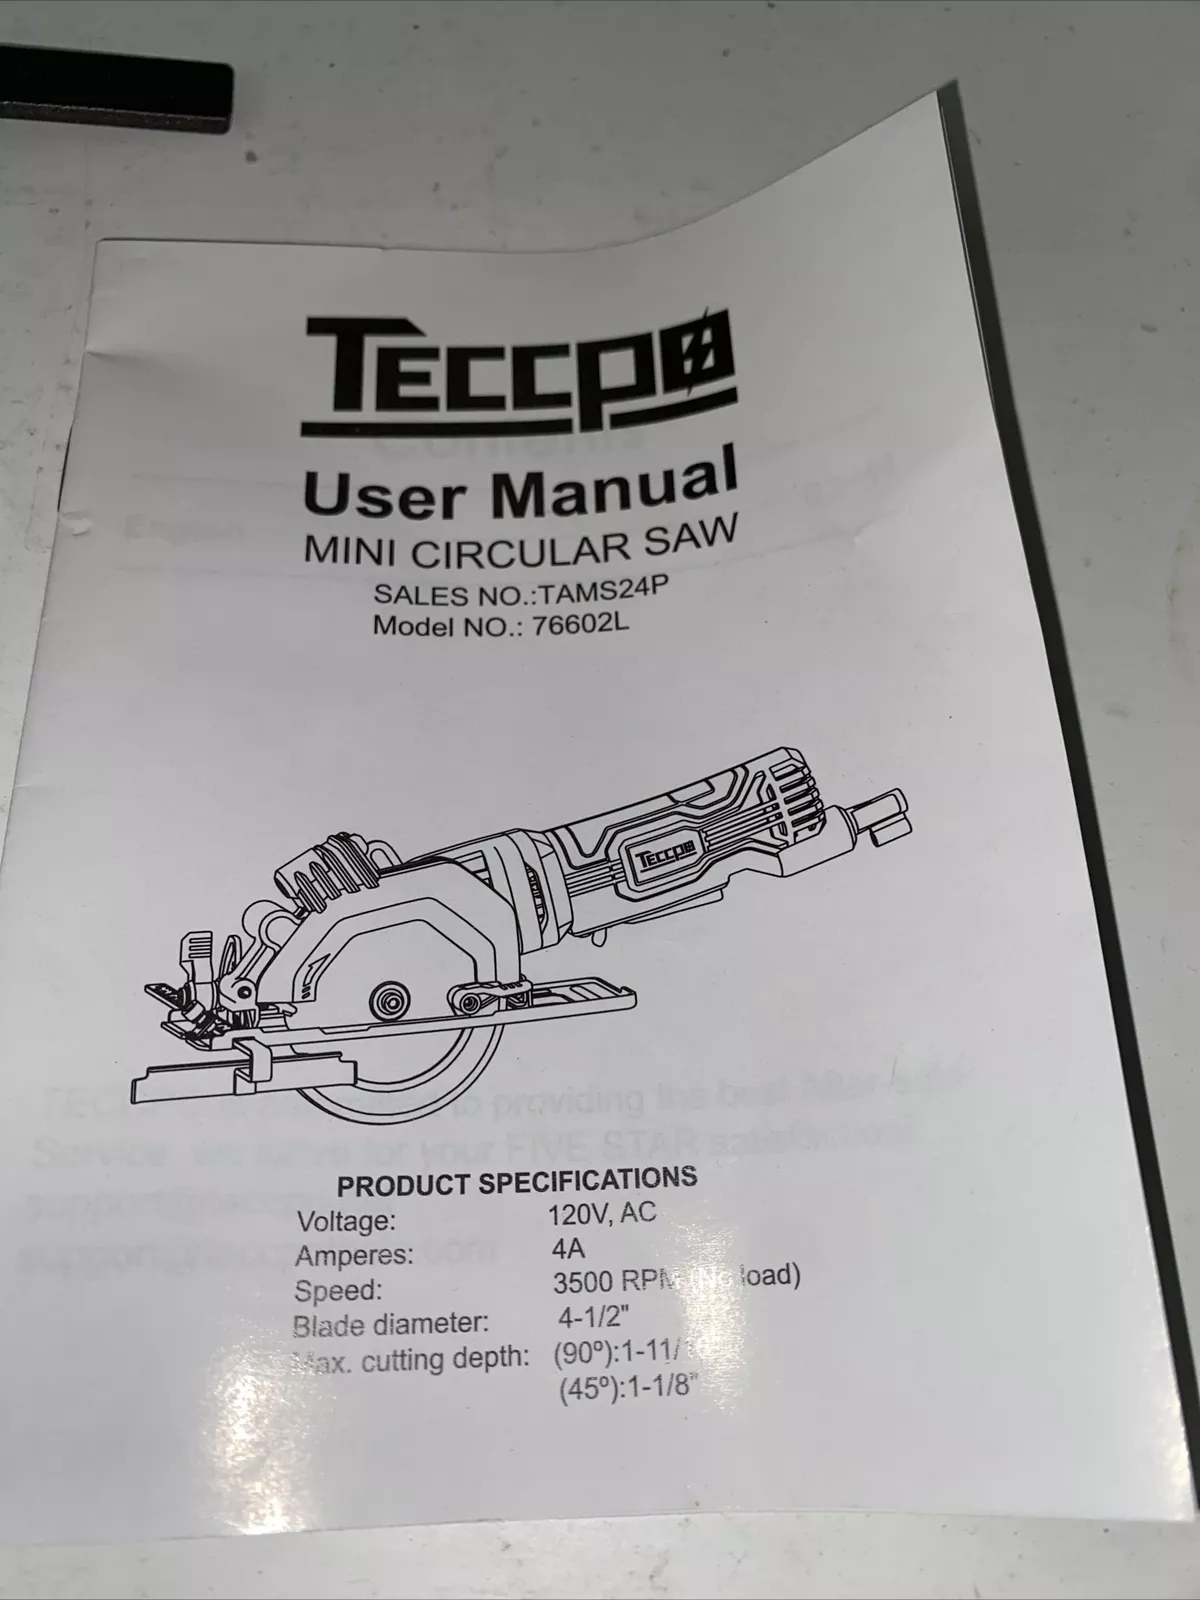 TECCPO
User Manual
MINI CIRCULAR SAW
SALES NO.:TAMS24P
Model NO.: 76602L
TECCPO
PRODUCT SPECIFICATIONS
Voltage: 120V, AC
Amperes: 4A
Speed: 3500 RPM (No load)
Blade diameter: 4-1/2"
Max. cutting depth: (90º):1-11/
(45º):1-1/8"